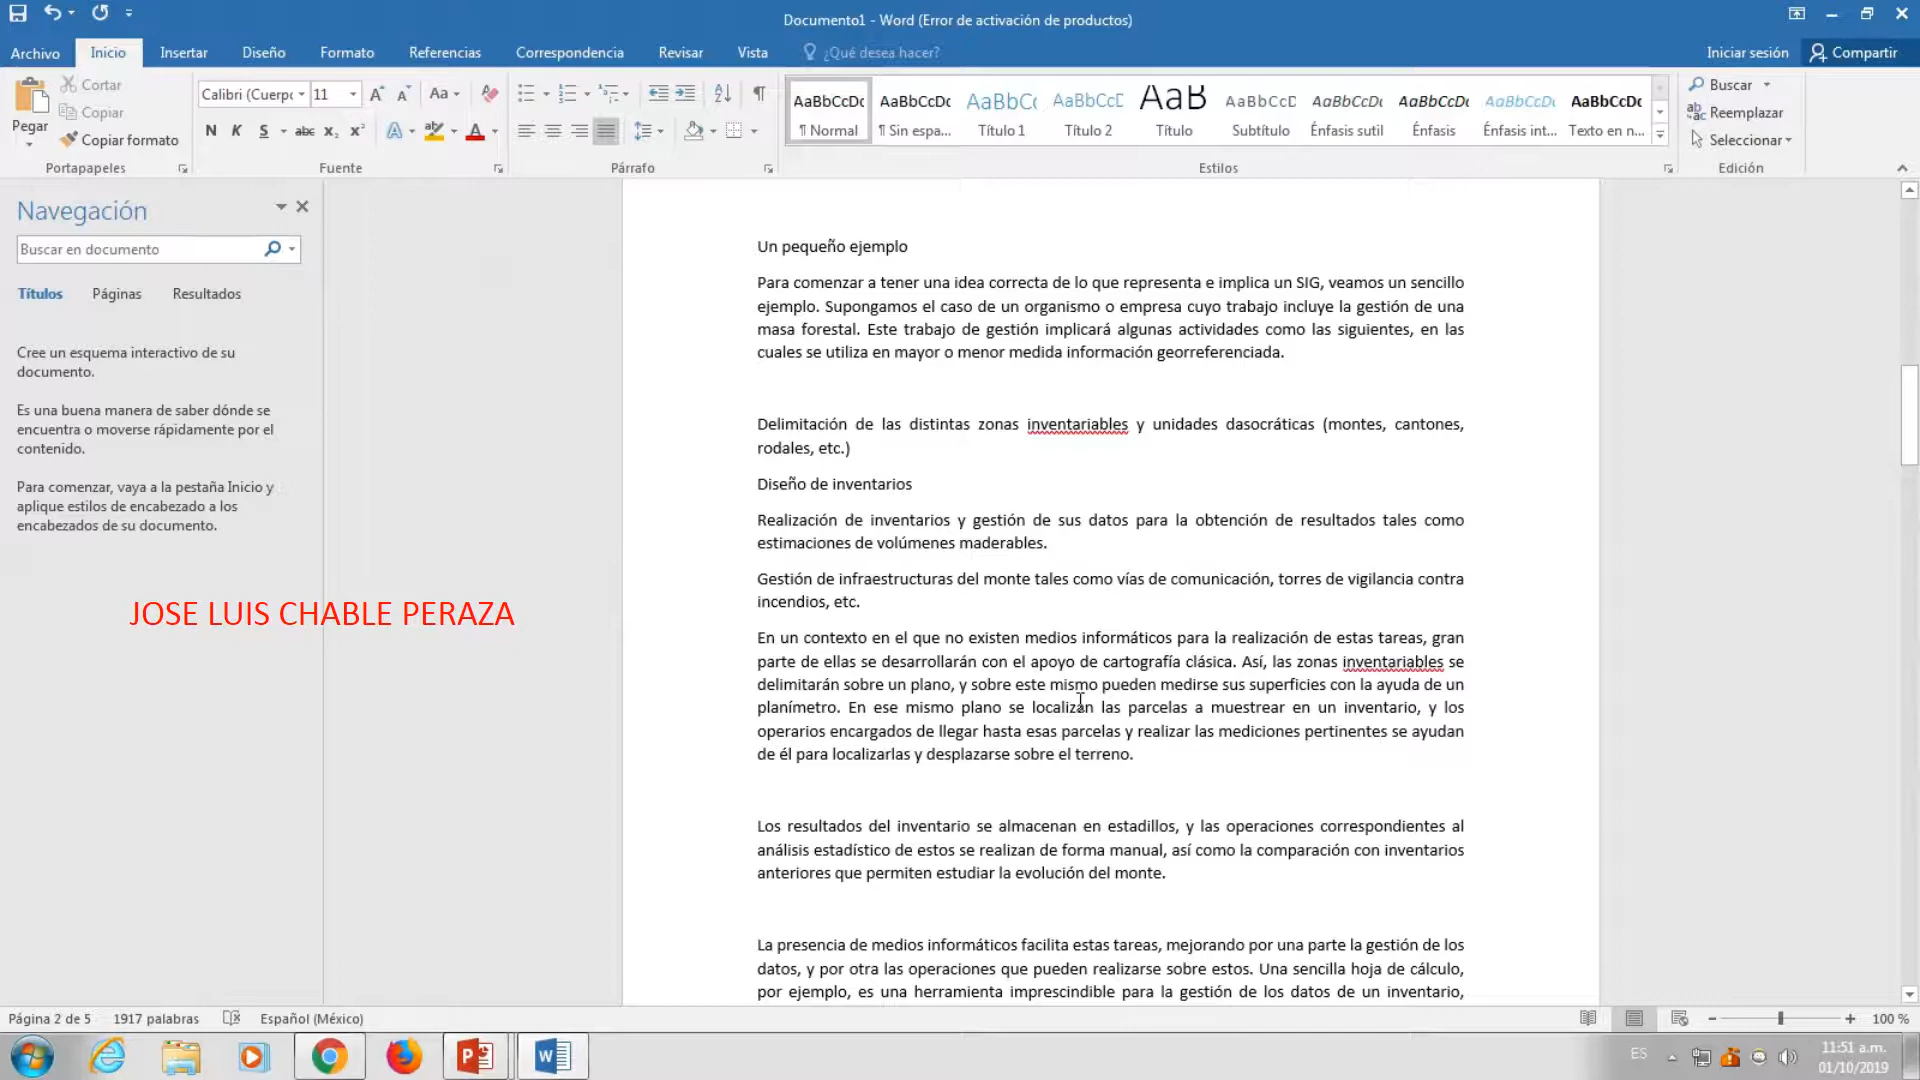 Documento1 - Word (Error de activación de productos)
Archivo Inicio Insertar Diseño Formato Referencias Correspondencia Revisar Vista ¿Qué desea hacer? Iniciar sesión Compartir
Pegar
Cortar
Copiar
Copiar formato
Portapapeles
Calibri (Cuerpo 11
N K S abc x₂ x²
Fuente
Párrafo
AaBbCcDc AaBbCcDc AaBbCc AaBbCcD AaB AaBbCcD AaBbCcDc AaBbCcDc AaBbCcDc AaBbCcDc
¶ Normal ¶ Sin espa... Título 1 Título 2 Título Subtítulo Énfasis sutil Énfasis Énfasis int... Texto en n...
Estilos
Buscar
Reemplazar
Seleccionar
Edición
Navegación
Buscar en documento
Títulos Páginas Resultados
Cree un esquema interactivo de su
documento.
Es una buena manera de saber dónde se
encuentra o moverse rápidamente por el
contenido.
Para comenzar, vaya a la pestaña Inicio y
aplique estilos de encabezado a los
encabezados de su documento.
JOSE LUIS CHABLE PERAZA
Un pequeño ejemplo
Para comenzar a tener una idea correcta de lo que representa e implica un SIG, veamos un sencillo
ejemplo. Supongamos el caso de un organismo o empresa cuyo trabajo incluye la gestión de una
masa forestal. Este trabajo de gestión implicará algunas actividades como las siguientes, en las
cuales se utiliza en mayor o menor medida información georreferenciada.
Delimitación de las distintas zonas inventariables y unidades dasocráticas (montes, cantones,
rodales, etc.)
Diseño de inventarios
Realización de inventarios y gestión de sus datos para la obtención de resultados tales como
estimaciones de volúmenes maderables.
Gestión de infraestructuras del monte tales como vías de comunicación, torres de vigilancia contra
incendios, etc.
En un contexto en el que no existen medios informáticos para la realización de estas tareas, gran
parte de ellas se desarrollarán con el apoyo de cartografía clásica. Así, las zonas inventariables se
delimitarán sobre un plano, y sobre este mismo pueden medirse sus superficies con la ayuda de un
planímetro. En ese mismo plano se localizan las parcelas a muestrear en un inventario, y los
operarios encargados de llegar hasta esas parcelas y realizar las mediciones pertinentes se ayudan
de él para localizarlas y desplazarse sobre el terreno.
Los resultados del inventario se almacenan en estadillos, y las operaciones correspondientes al
análisis estadístico de estos se realizan de forma manual, así como la comparación con inventarios
anteriores que permiten estudiar la evolución del monte.
La presencia de medios informáticos facilita estas tareas, mejorando por una parte la gestión de los
datos, y por otra las operaciones que pueden realizarse sobre estos. Una sencilla hoja de cálculo,
por ejemplo, es una herramienta imprescindible para la gestión de los datos de un inventario,
Página 2 de 5 1917 palabras Español (México) 100 %
ES
11:51 a.m.
01/10/2019